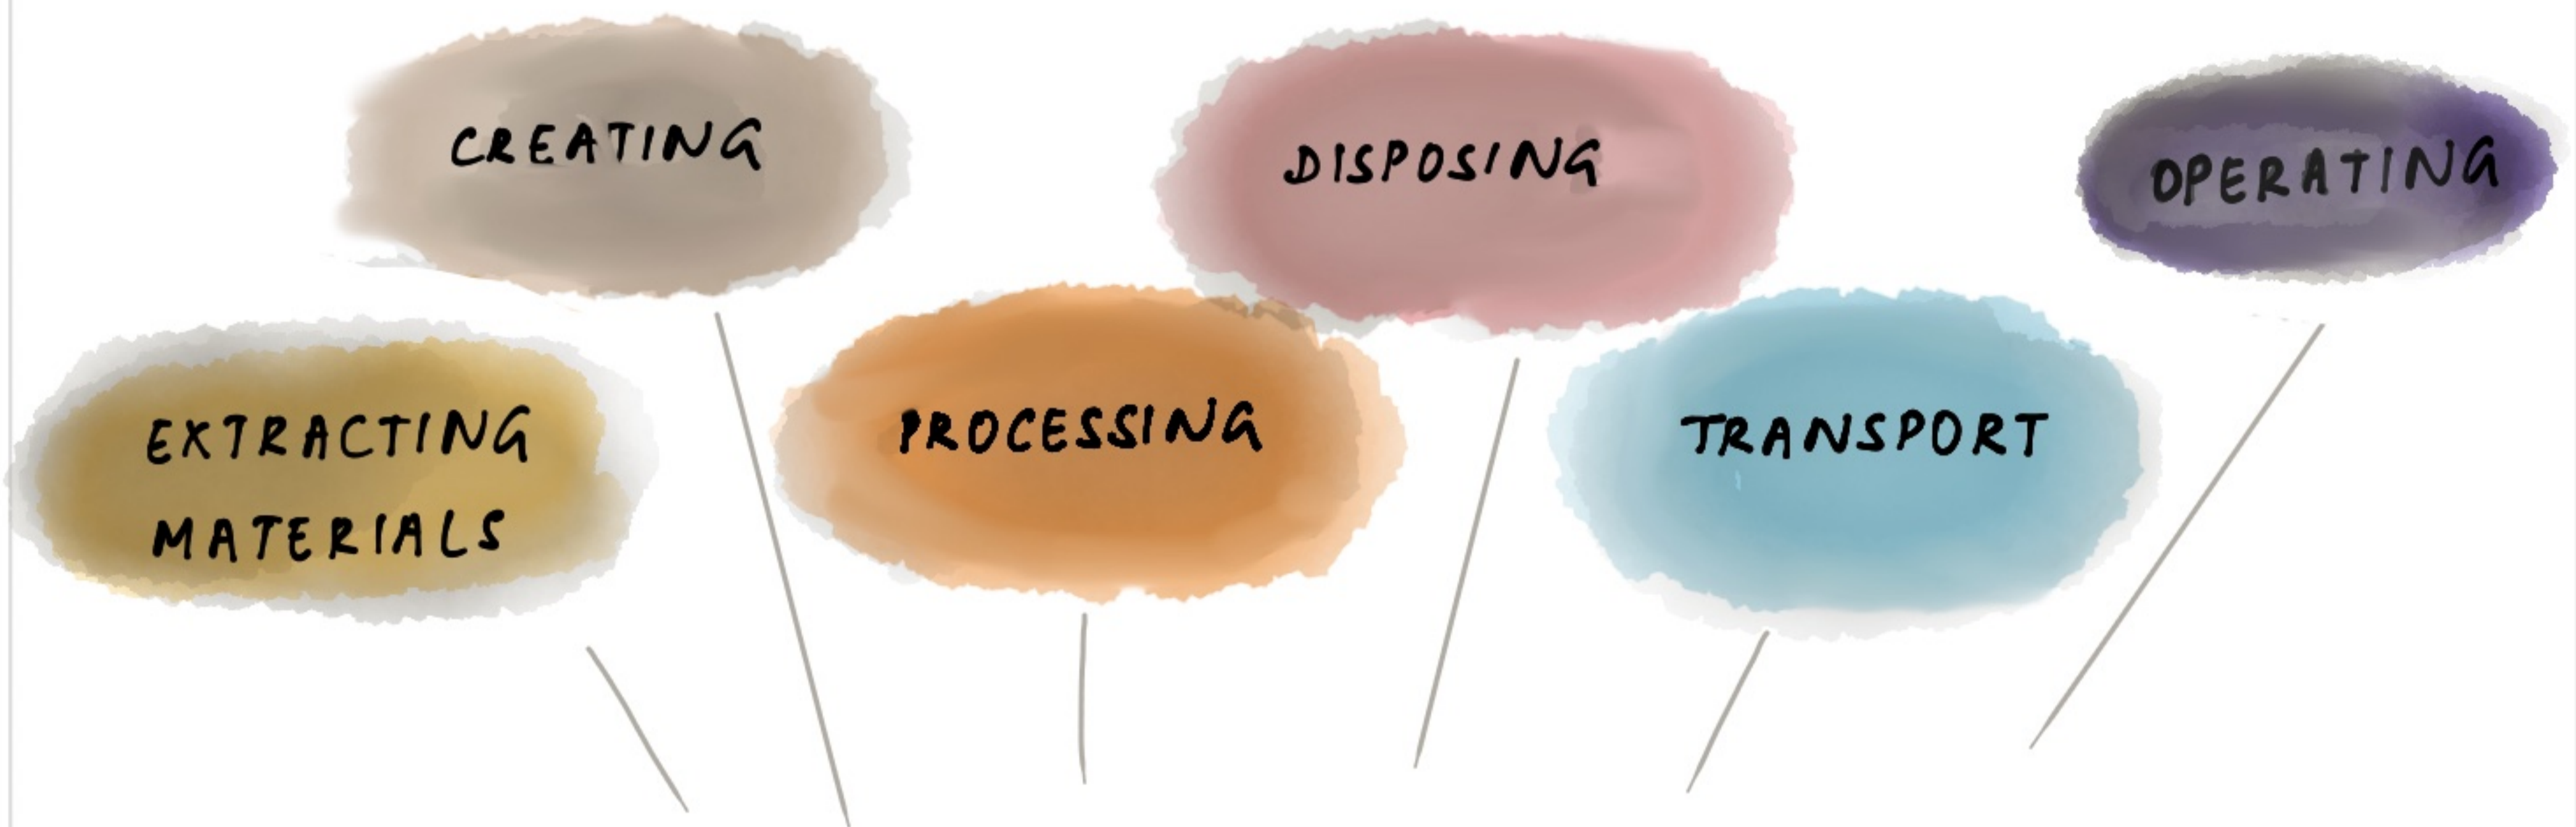 CREATING
DISPOSING
OPERATING
EXTRACTING
MATERIALS
PROCESSING
TRANSPORT